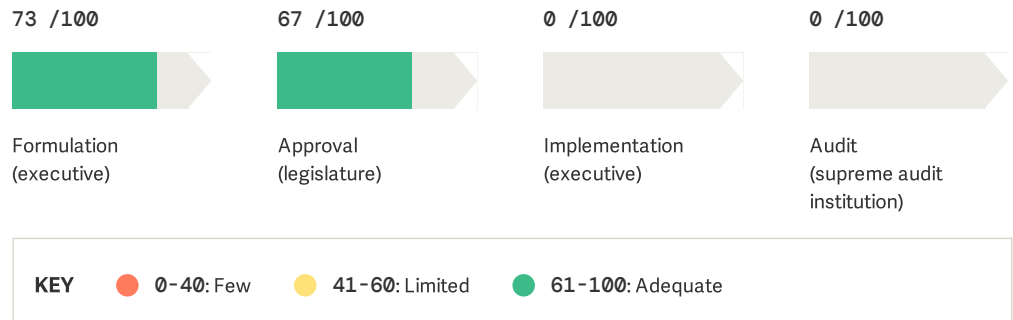 73 /100
67 /100
0 /100
0 /100
Formulation
(executive)
Approval
(legislature)
Implementation
(executive)
Audit
(supreme audit
institution)
KEY
0-40: Few
41-60: Limited
61-100: Adequate